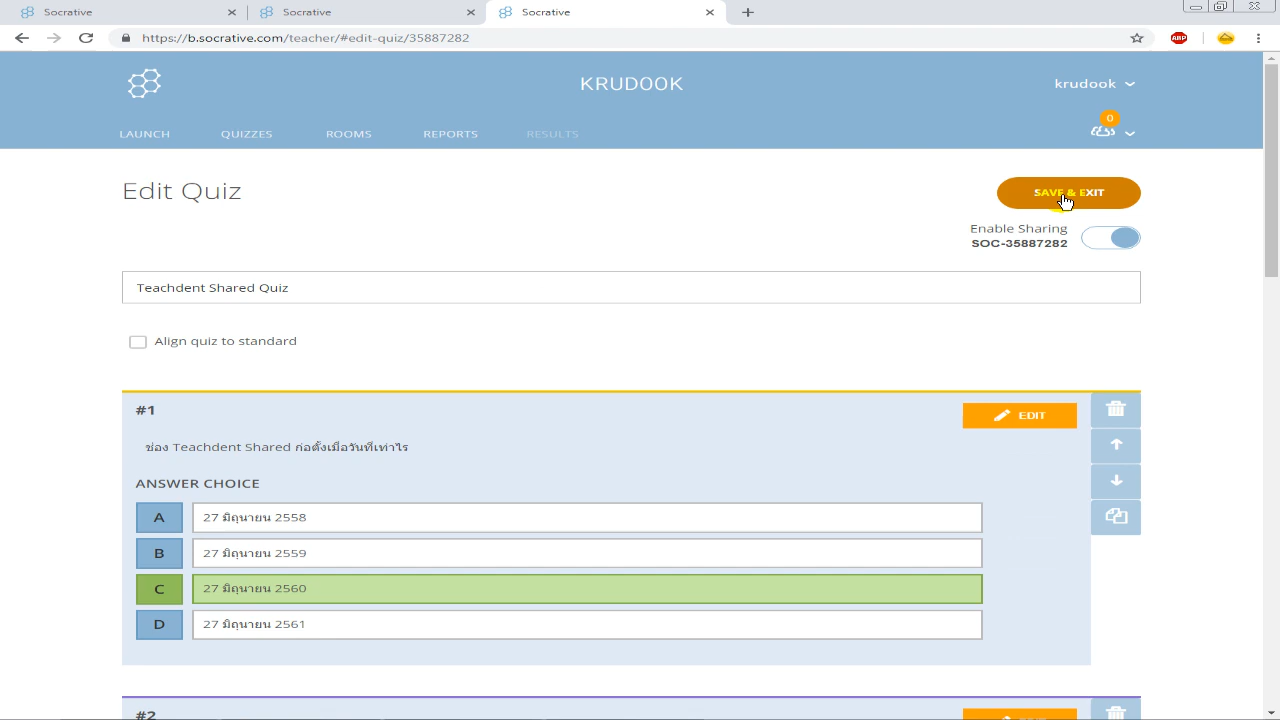 Socrative
Socrative
Socrative
https://b.socrative.com/teacher/#edit-quiz/35887282
ABP
KRUDOOK
krudook
LAUNCH
QUIZZES
ROOMS
REPORTS
RESULTS
0
Edit Quiz
SAVE & EXIT
Enable Sharing
SOC-35887282
Teachdent Shared Quiz
Align quiz to standard
#1
EDIT
ช่อง Teachdent Shared ก่อตั้งเมื่อวันที่เท่าไร
ANSWER CHOICE
A
27 มิถุนายน 2558
B
27 มิถุนายน 2559
C
27 มิถุนายน 2560
D
27 มิถุนายน 2561
#2